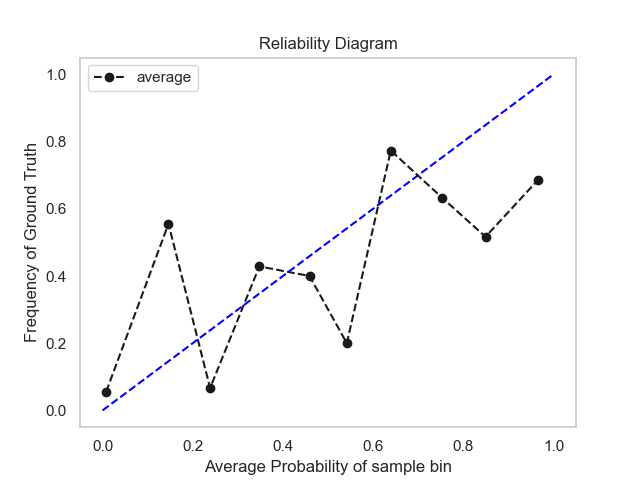 Reliability Diagram
average
Frequency of Ground Truth
1.0
0.8
0.6
0.4
0.2
0.0
0.0 0.2 0.4 0.6 0.8 1.0
Average Probability of sample bin